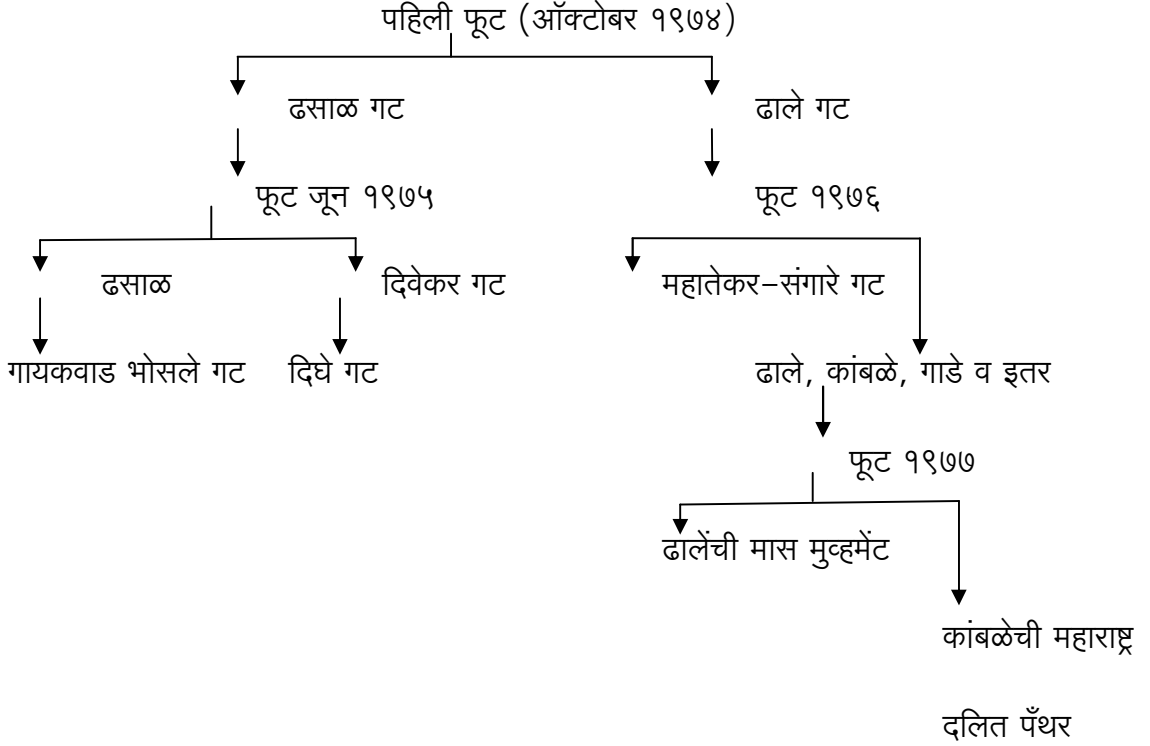 पहिली फूट (ऑक्टोबर १९७४)
ढसाळ गट ढाले गट
फूट जून १९७५ फूट १९७६
ढसाळ दिवेकर गट महातेकर-संगारे गट
गायकवाड भोसले गट दिघे गट ढाले, कांबळे, गाडे व इतर
फूट १९७७
ढालेंची मास मुव्हमेंट
कांबळेची महाराष्ट्र
दलित पँथर